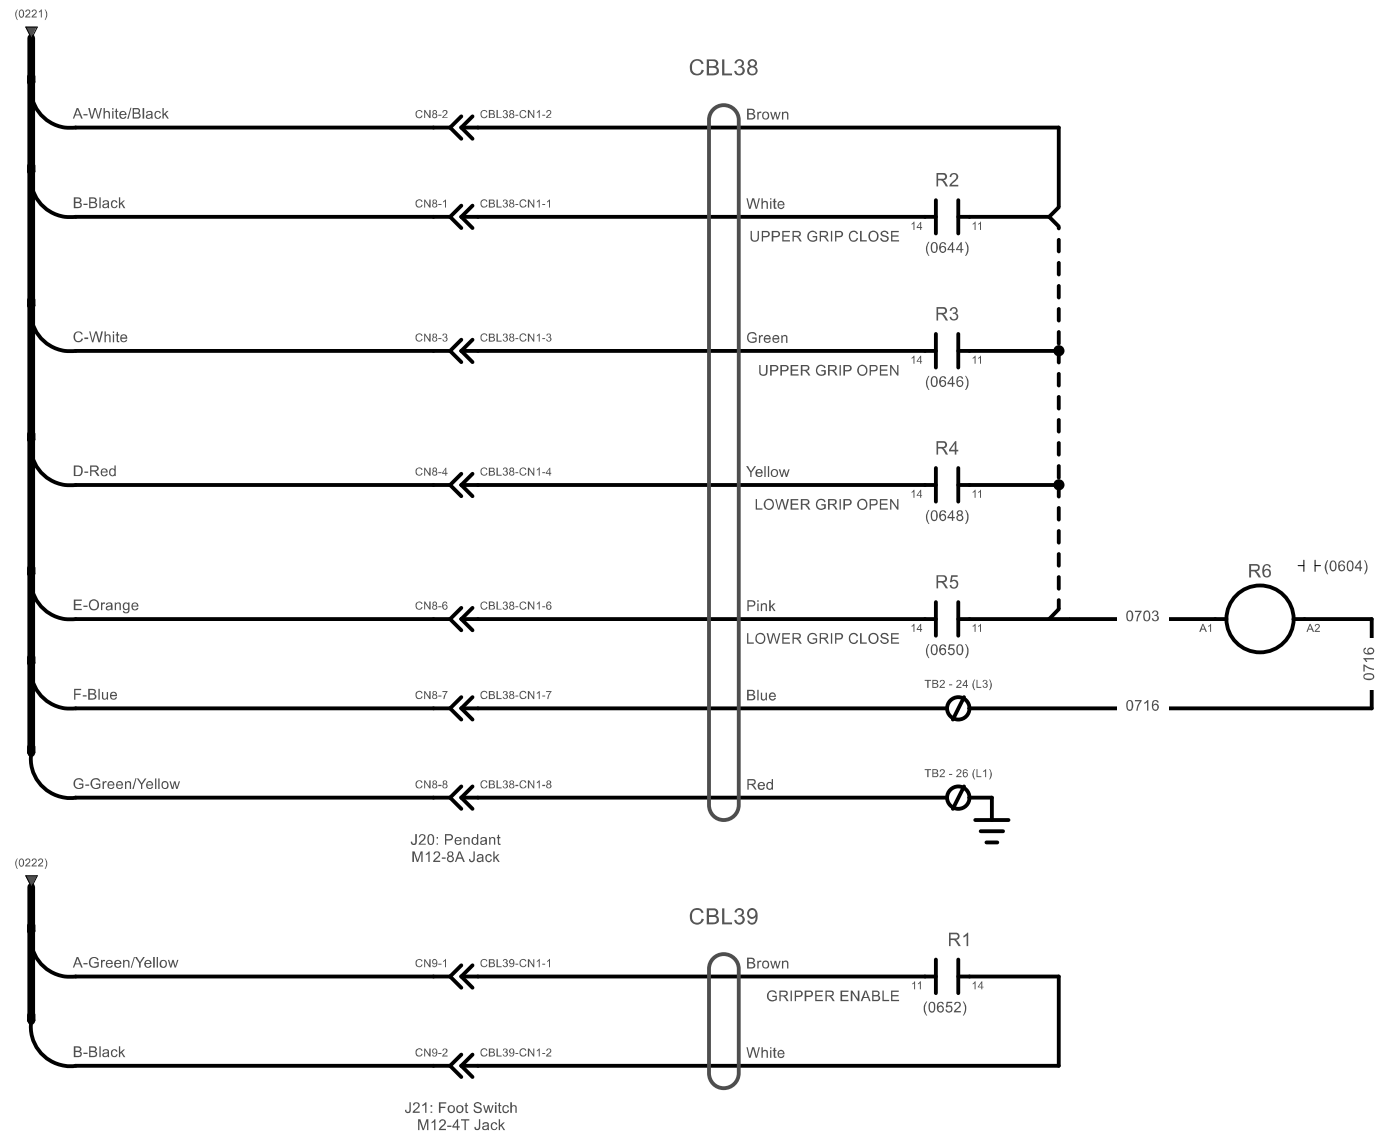 (0221)
CBL38
A-White/Black CN8-2 CBL38-CN1-2 Brown
R2
B-Black CN8-1 CBL38-CN1-1 White
14 11
UPPER GRIP CLOSE
(0644)
R3
C-White CN8-3 CBL38-CN1-3 Green
14 11
UPPER GRIP OPEN
(0646)
R4
D-Red CN8-4 CBL38-CN1-4 Yellow
14 11
LOWER GRIP OPEN
(0648)
R6 (0604)
R5
E-Orange CN8-6 CBL38-CN1-6 Pink
0703
14 11 A1 A2
LOWER GRIP CLOSE
(0650)
0716
TB2 - 24 (L3)
F-Blue CN8-7 CBL38-CN1-7 Blue
0716
TB2 - 26 (L1)
G-Green/Yellow CN8-8 CBL38-CN1-8 Red
J20: Pendant
M12-8A Jack
(0222)
CBL39
R1
A-Green/Yellow CN9-1 CBL39-CN1-1 Brown
11 14
GRIPPER ENABLE
(0652)
B-Black CN9-2 CBL39-CN1-2 White
J21: Foot Switch
M12-4T Jack